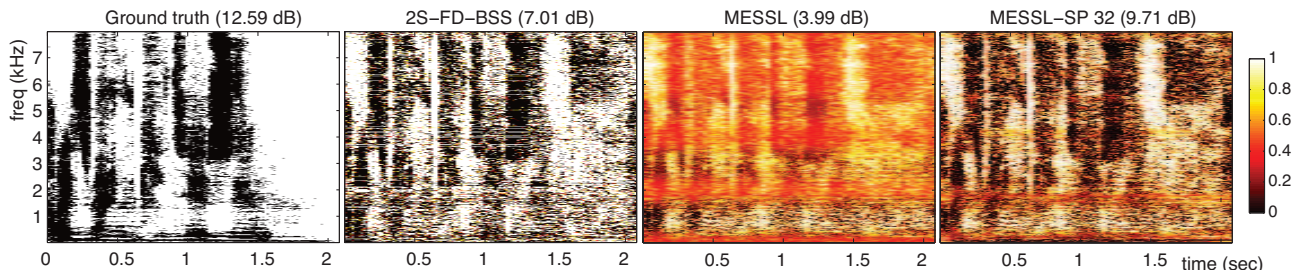 Ground truth (12.59 dB)
2S−FD−BSS (7.01 dB)
MESSL (3.99 dB)
MESSL−SP 32 (9.71 dB)
freq (kHz)
7
6
5
4
3
2
1
0 0.5 1 1.5 2
0 0.5 1 1.5 2
0.5 1 1.5 2
0.5 1 1.5
time (sec)
1
0.8
0.6
0.4
0.2
0